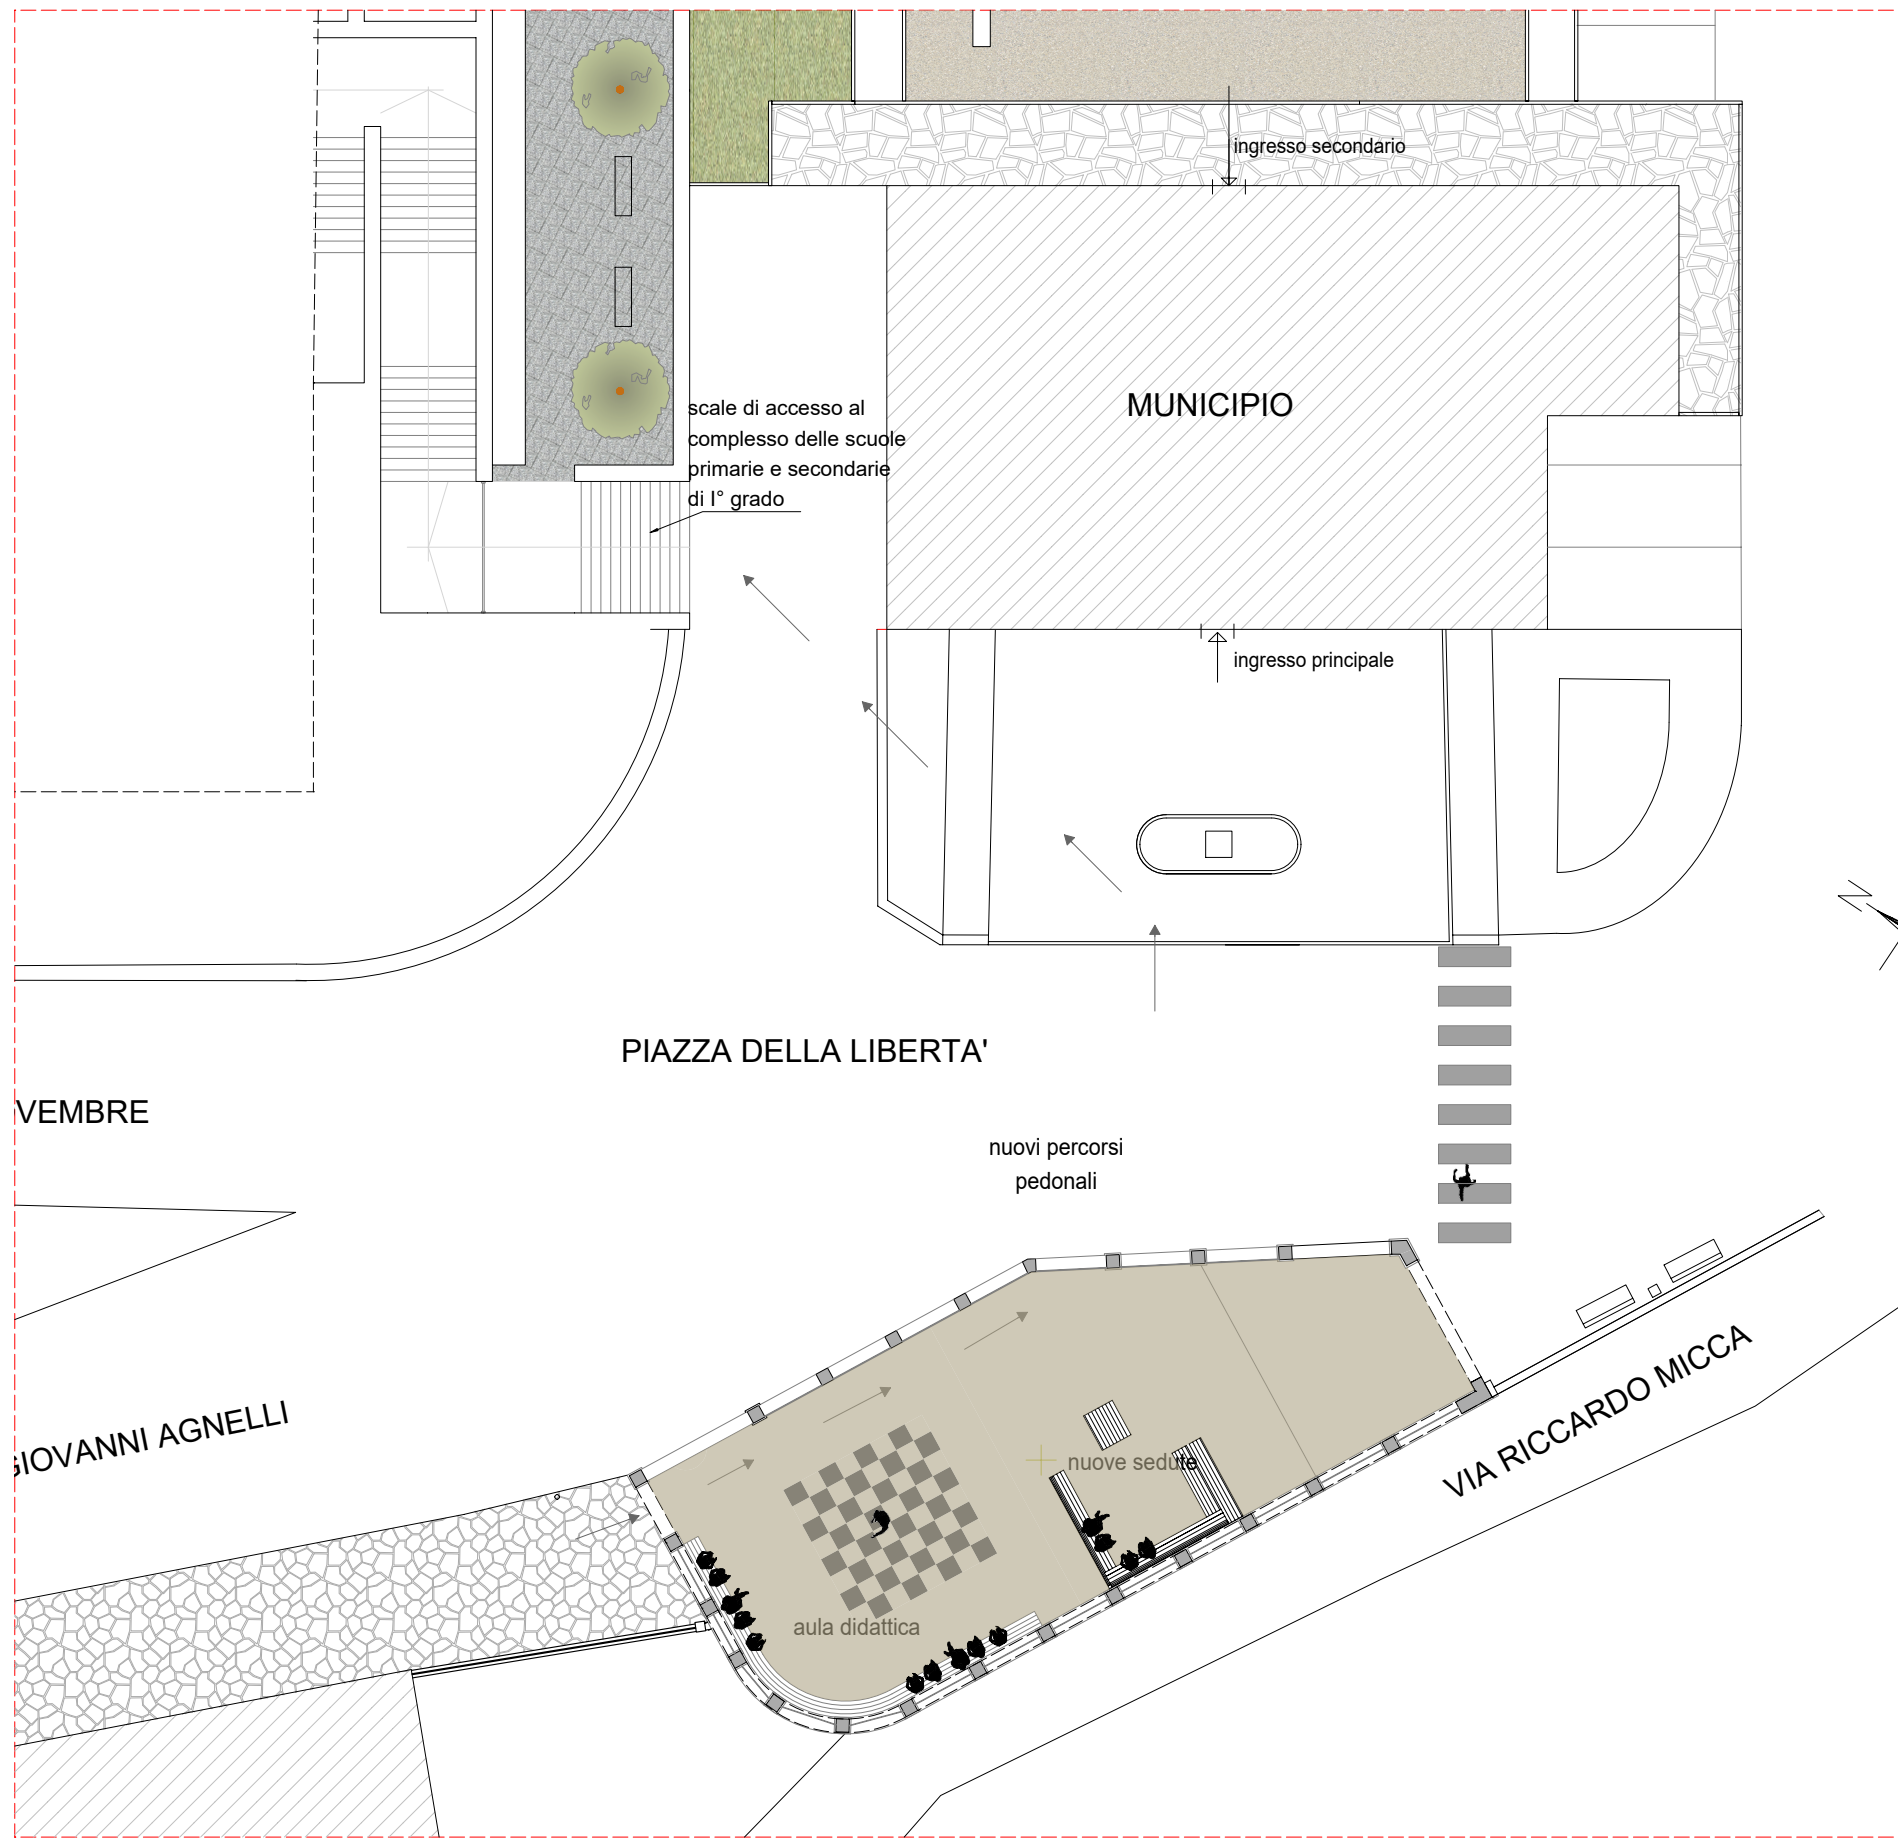 ingresso secondario
MUNICIPIO
scale di accesso al
complesso delle scuole
primarie e secondarie
di I° grado
ingresso principale
N
PIAZZA DELLA LIBERTA'
VEMBRE
nuovi percorsi
pedonali
GIOVANNI AGNELLI
VIA RICCARDO MICCA
nuove sedute
aula didattica